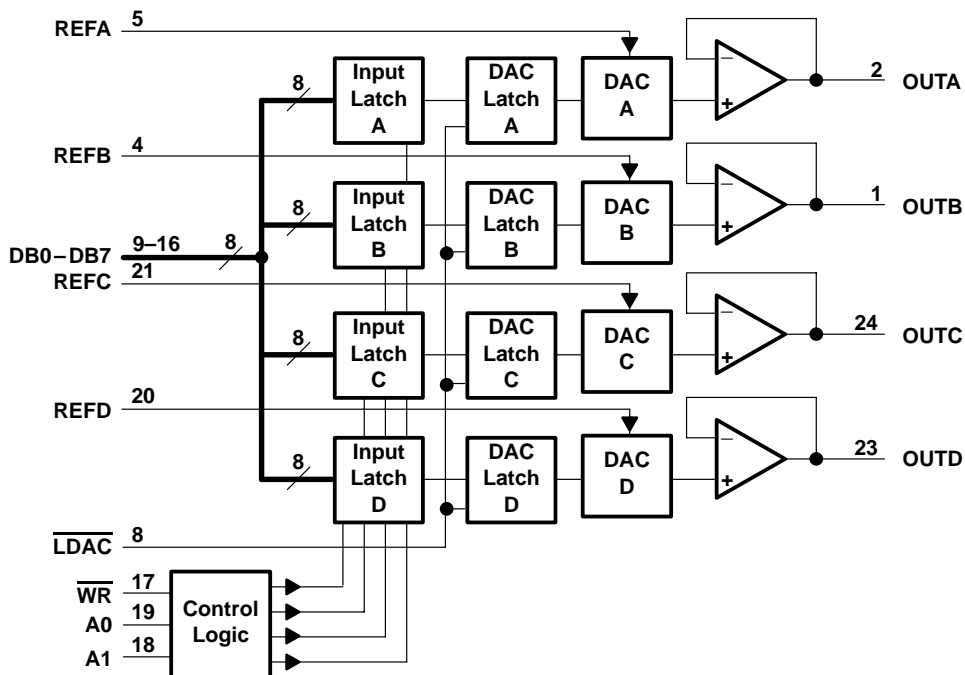 REFA 5
8
Input Latch A
DAC Latch A
DAC A
−
+
2 OUTA
REFB 4
8
Input Latch B
DAC Latch B
DAC B
−
+
1 OUTB
DB0–DB7 9–16 8
REFC 21
8
Input Latch C
DAC Latch C
DAC C
−
+
24 OUTC
REFD 20
8
Input Latch D
DAC Latch D
DAC D
−
+
23 OUTD
LDAC 8
WR 17
A0 19
A1 18
Control Logic